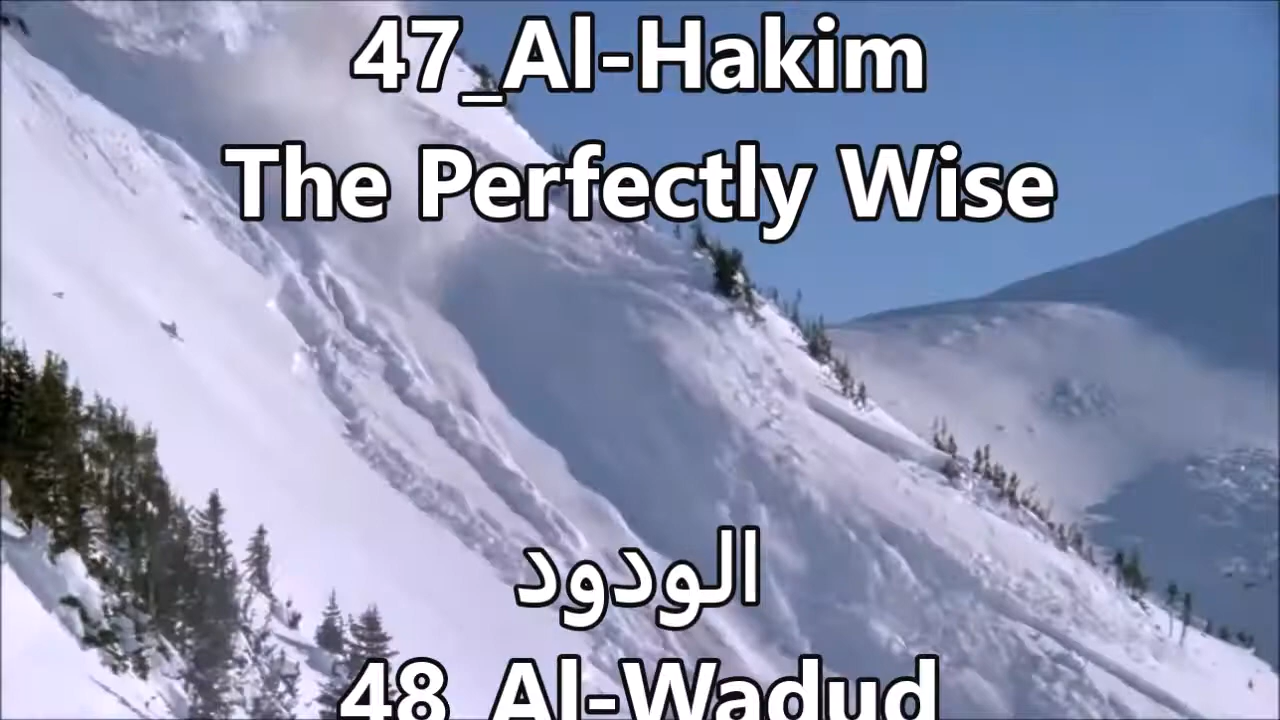 47_Al-Hakim
The Perfectly Wise
الودود
48_Al-Wadud